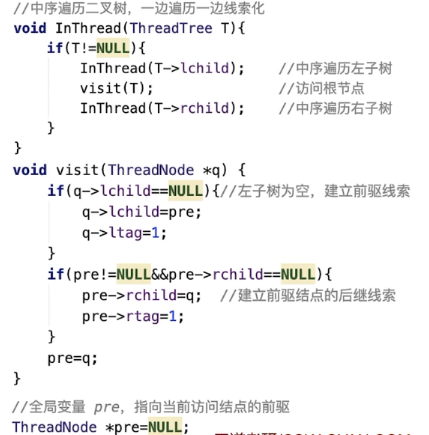 //中序遍历二叉树，一边遍历一边线索化
void InThread(ThreadTree T){
if(T!=NULL){
InThread(T->lchild); //中序遍历左子树
visit(T); //访问根节点
InThread(T->rchild); //中序遍历右子树
}
}
void visit(ThreadNode *q) {
if(q->lchild==NULL){//左子树为空，建立前驱线索
q->lchild=pre;
q->ltag=1;
}
if(pre!=NULL&&pre->rchild==NULL){
pre->rchild=q; //建立前驱结点的后继线索
pre->rtag=1;
}
pre=q;
}
//全局变量 pre，指向当前访问结点的前驱
ThreadNode *pre=NULL;